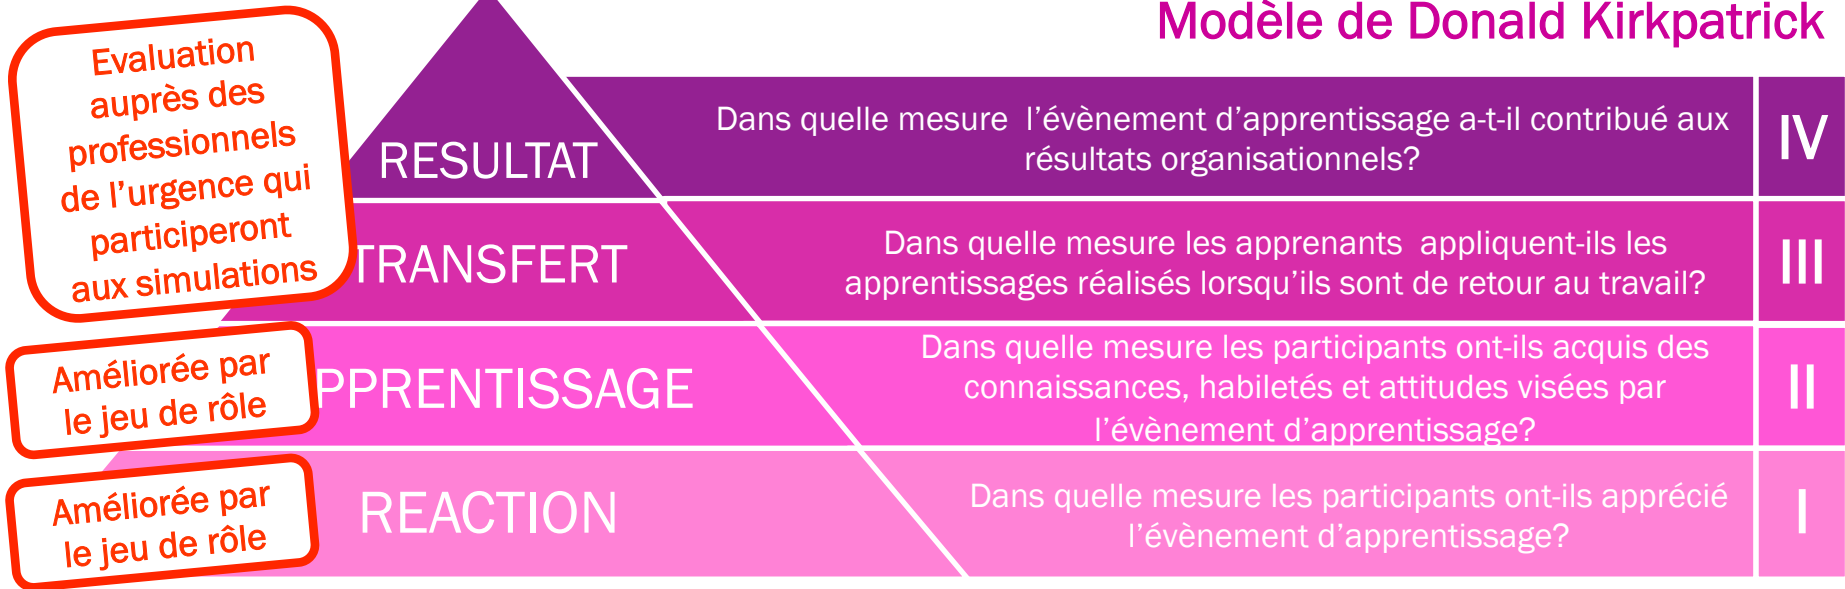 Modèle de Donald Kirkpatrick
Evaluation
auprès des
professionnels
de l'urgence qui
participeront
aux simulations
RESULTAT
Dans quelle mesure l'évènement d'apprentissage a-t-il contribué aux
résultats organisationnels?
IV
TRANSFERT
Dans quelle mesure les apprenants appliquent-ils les
apprentissages réalisés lorsqu'ils sont de retour au travail?
III
Améliorée par
le jeu de rôle
PPRENTISSAGE
Dans quelle mesure les participants ont-ils acquis des
connaissances, habiletés et attitudes visées par
l'évènement d'apprentissage?
II
Améliorée par
le jeu de rôle
REACTION
Dans quelle mesure les participants ont-ils apprécié
l'évènement d'apprentissage?
I